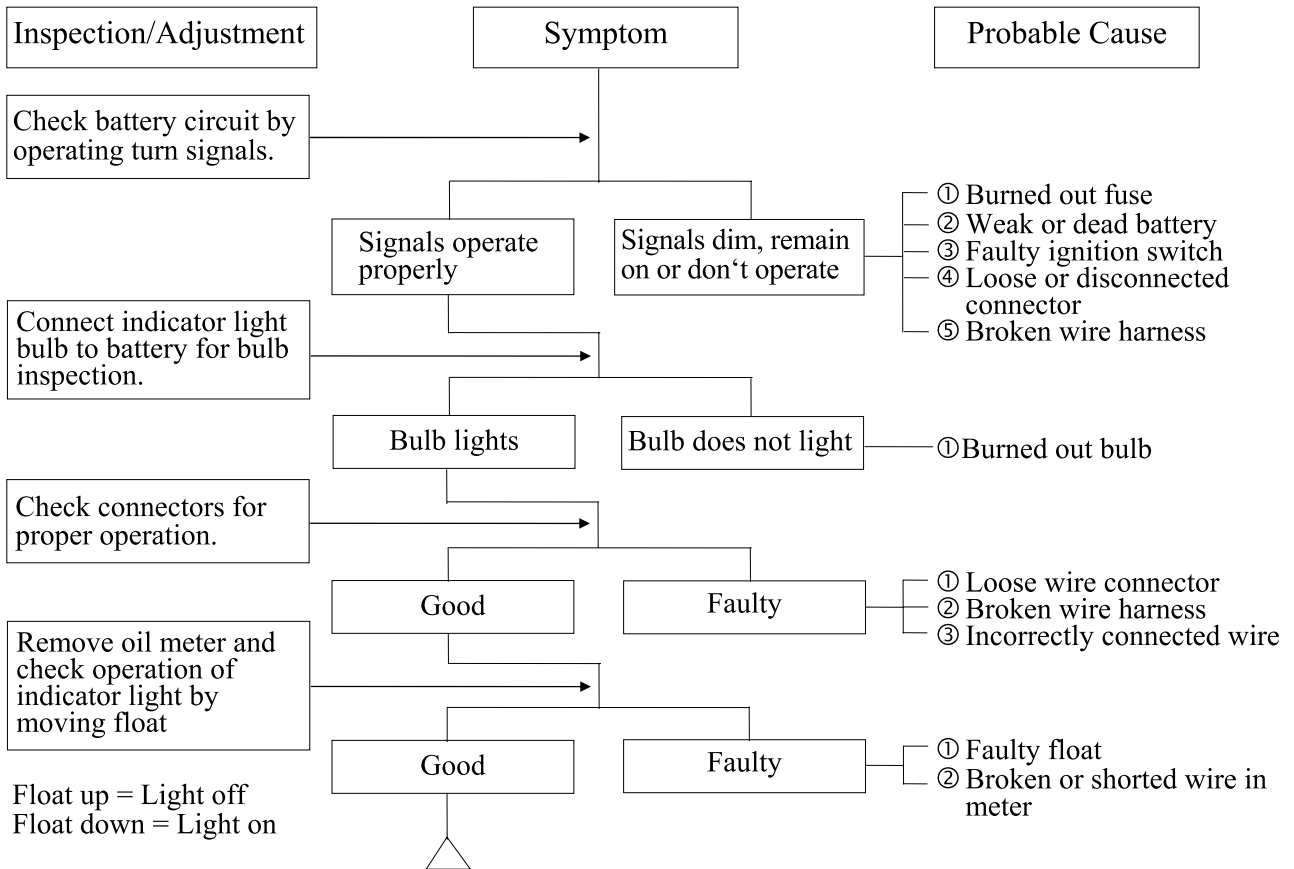 Inspection/Adjustment
Symptom
Probable Cause
Check battery circuit by
operating turn signals.
Signals operate
properly
Signals dim, remain
on or don‘t operate
① Burned out fuse
② Weak or dead battery
③ Faulty ignition switch
④ Loose or disconnected
connector
⑤ Broken wire harness
Connect indicator light
bulb to battery for bulb
inspection.
Bulb lights
Bulb does not light
①Burned out bulb
Check connectors for
proper operation.
Good
Faulty
① Loose wire connector
② Broken wire harness
③ Incorrectly connected wire
Remove oil meter and
check operation of
indicator light by
moving float
Good
Faulty
① Faulty float
② Broken or shorted wire in
meter
Float up = Light off
Float down = Light on